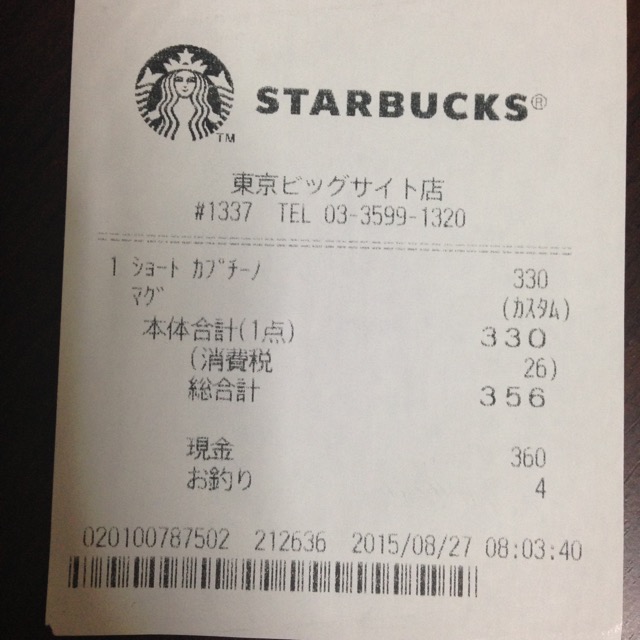 STARBUCKS®
TM
東京ビッグサイト店
#1337 TEL 03-3599-1320
1 ｼｮｰﾄ ｶﾌﾟﾁｰﾉ 330
ﾏｸﾞ (ｶｽﾀﾑ)
本体合計(1点) 330
(消費税 26)
総合計 356
現金 360
お釣り 4
020100787502 212636 2015/08/27 08:03:40